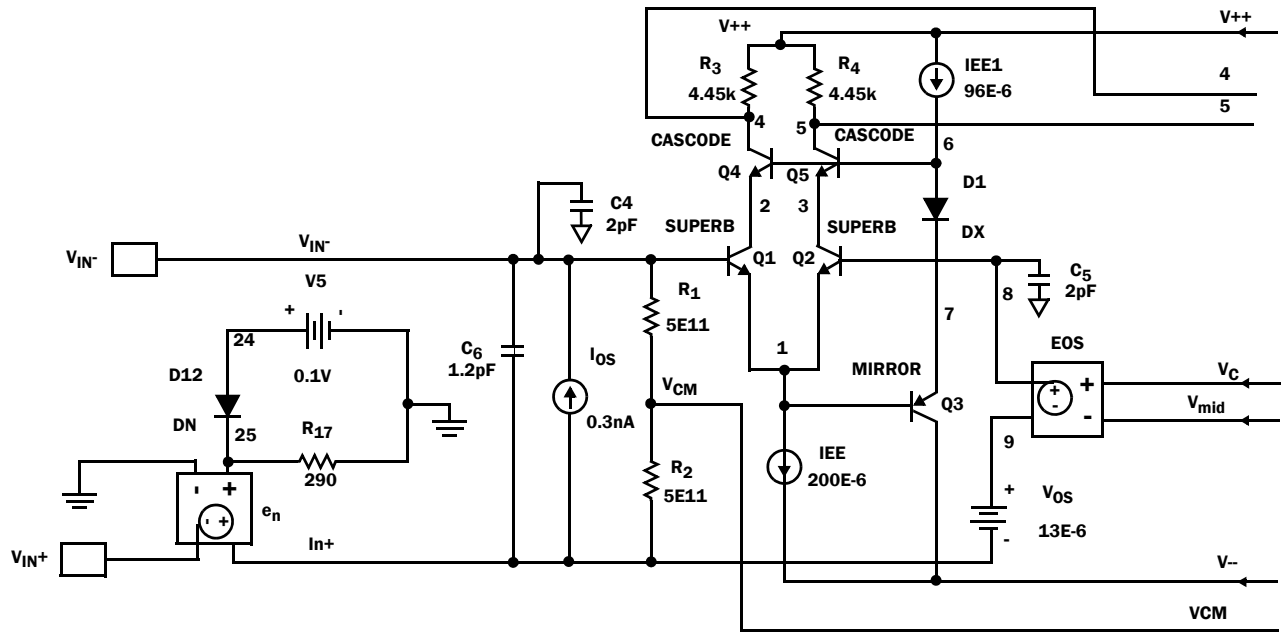 V++
V++
R3
4.45k
R4
4.45k
IEE1
96E-6
4
5
4
5
CASCODE
CASCODE
6
Q4
Q5
D1
C4
2pF
2
3
SUPERB
SUPERB
DX
VIN-
VIN-
Q1
Q2
C5
2pF
V5
+
-
R1
5E11
8
7
24
1
EOS
C6
1.2pF
IOS
0.1V
D12
MIRROR
VC
+
+
-
VCM
Q3
Vmid
-
DN
0.3nA
25
R17
290
9
IEE
200E-6
R2
5E11
-
+
en
- +
+
VOS
13E-6
-
VIN+
In+
V--
VCM